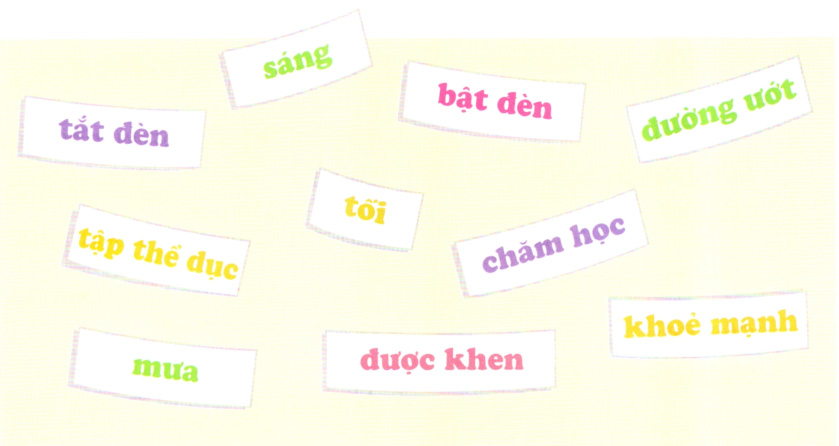 sáng
bật đèn
đường ướt
tắt đèn
tối
chăm học
tập thể dục
khoẻ mạnh
mưa
được khen